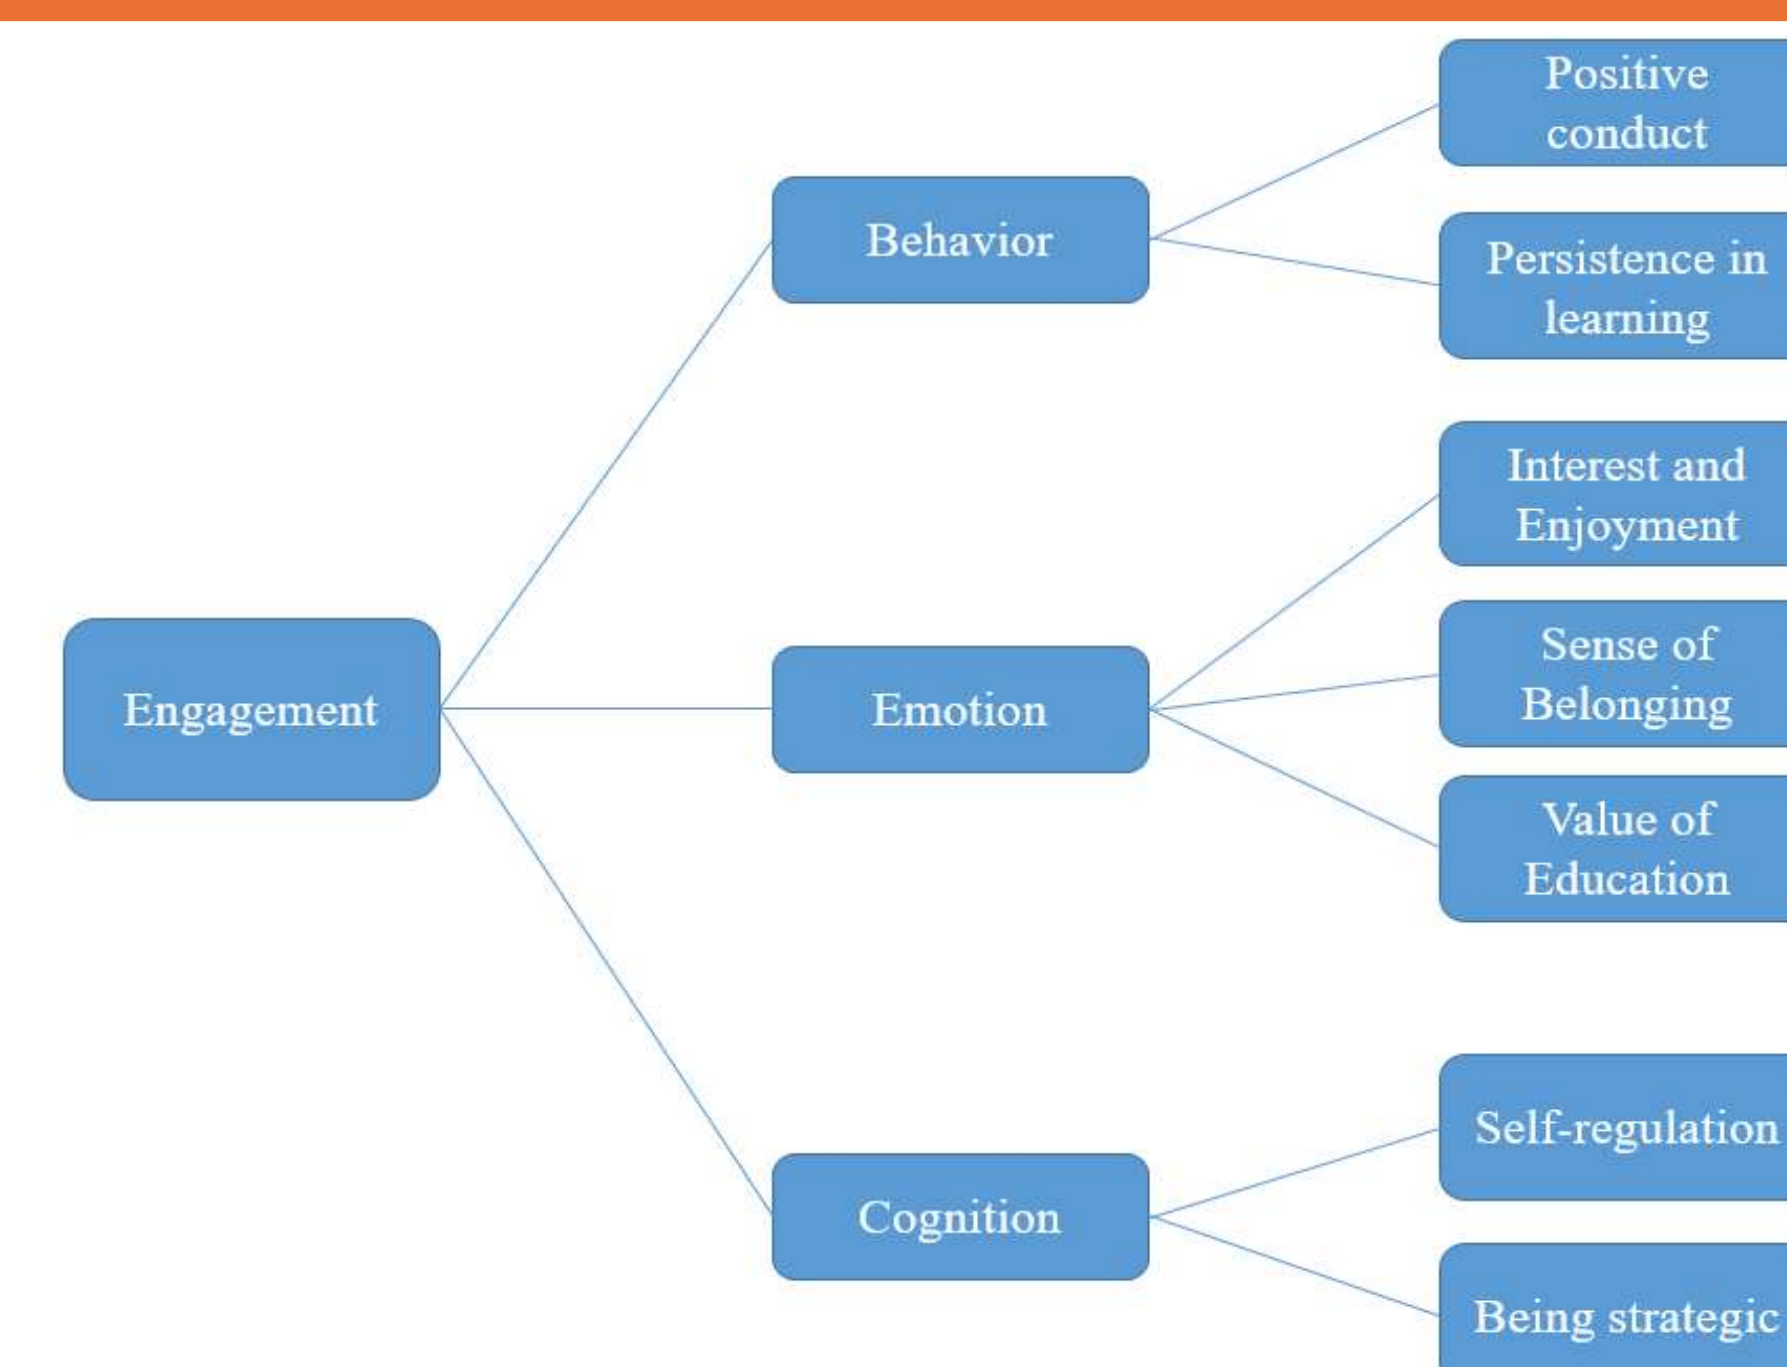 Positive
conduct
Behavior
Persistence in
learning
Interest and
Enjoyment
Sense of
Belonging
Engagement
Emotion
Value of
Education
Self-regulation
Cognition
Being strategic